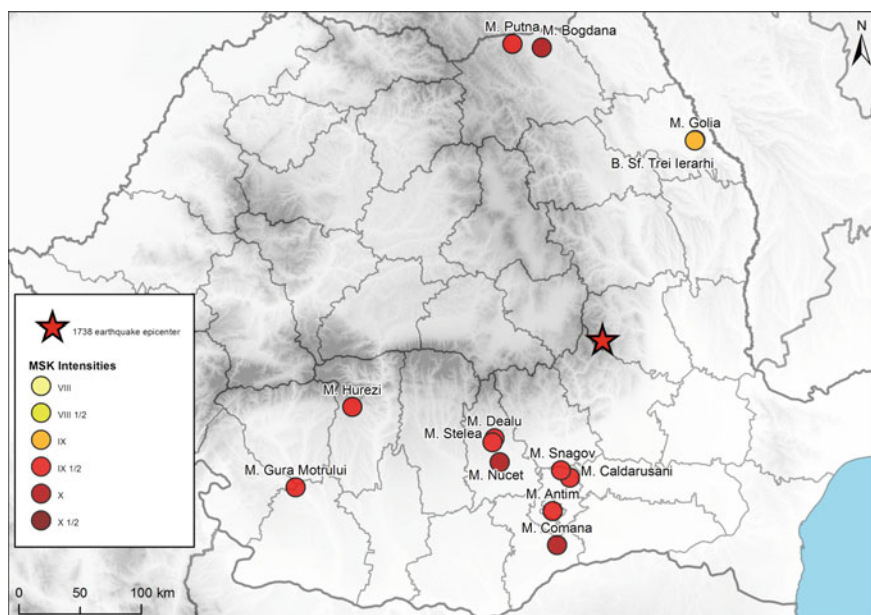 M. Putna
M. Bogdana
N
M. Golia
B. Sf. Trei Ierarhi
1738 earthquake epicenter
MSK Intensities
VIII
VIII 1/2
IX
IX 1/2
X
X 1/2
M. Hurezi
M. Dealu
M. Stelea
M. Nucet
M. Snagov
M. Caldarusani
M. Gura Motrului
M. Antim
M. Comana
0 50 100 km